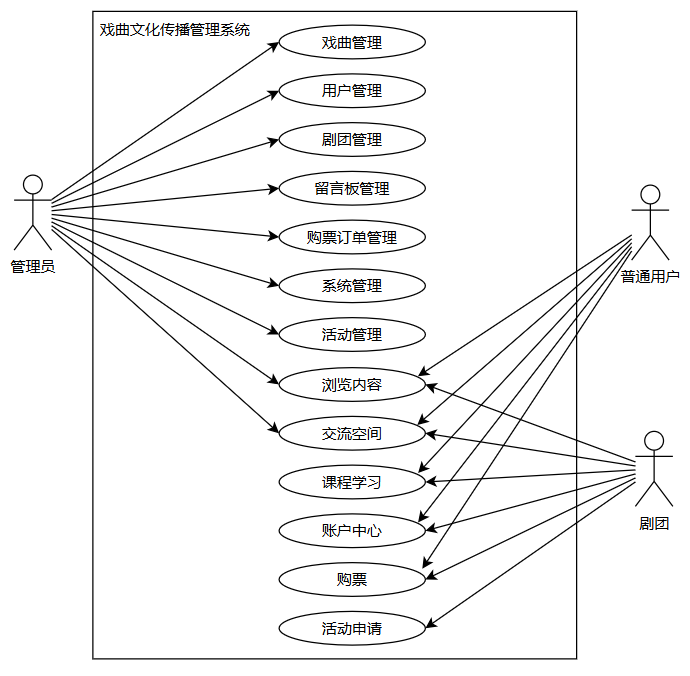 戏曲文化传播管理系统
戏曲管理
用户管理
剧团管理
留言板管理
购票订单管理
系统管理
活动管理
浏览内容
交流空间
课程学习
账户中心
购票
活动申请
管理员
普通用户
剧团